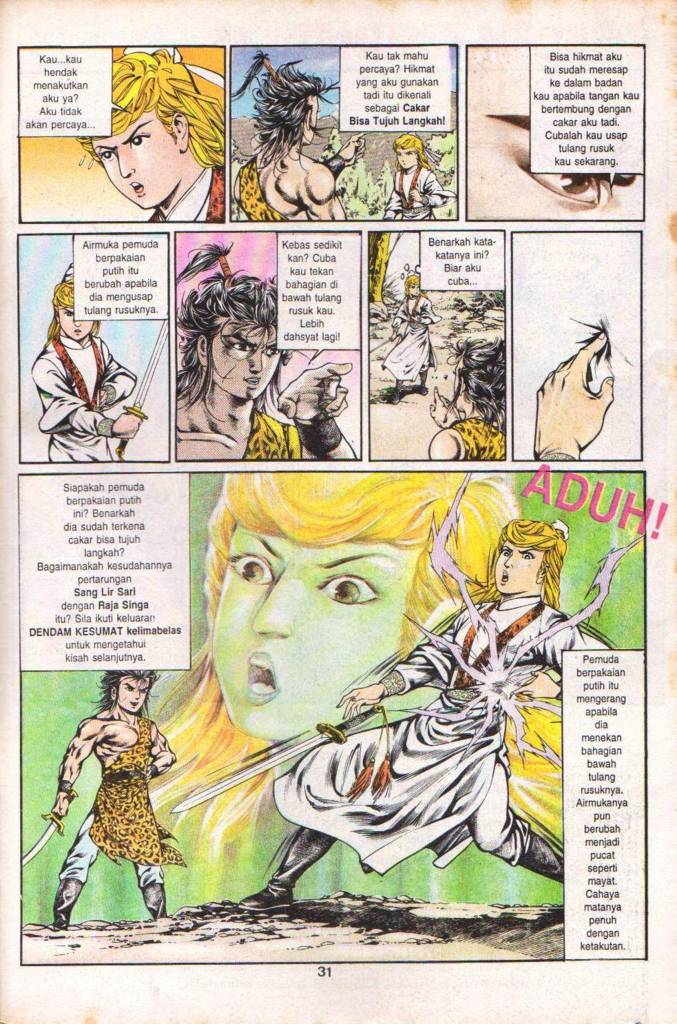 Kau...kau
hendak
menakutkan
aku ya?
Aku tidak
akan percaya...
Kau tak mahu
percaya? Hikmat
yang aku gunakan
tadi itu dikenali
sebagai Cakar
Bisa Tujuh Langkah!
Bisa hikmat aku
itu sudah meresap
ke dalam badan
kau apabila tangan kau
bertembung dengan
cakar aku tadi.
Cubalah kau usap
tulang rusuk
kau sekarang.
Airmuka pemuda
berpakaian
putih itu
berubah apabila
dia mengusap
tulang rusuknya.
Kebas sedikit
kan? Cuba
kau tekan
bahagian di
bawah tulang
rusuk kau.
Lebih
dahsyat lagi!
Benarkah kata-
katanya ini?
Biar aku
cuba...
Siapakah pemuda
berpakaian putih
ini? Benarkah
dia sudah terkena
cakar bisa tujuh
langkah?
Bagaimanakah kesudahannya
pertarungan
Sang Lir Sari
dengan Raja Singa
itu? Sila ikuti keluaran
DENDAM KESUMAT kelimabelas
untuk mengetahui
kisah selanjutnya.
ADUH!
Pemuda
berpakaian
putih itu
mengerang
apabila
dia
menekan
bahagian
bawah
tulang
rusuknya.
Airmukanya
pun
berubah
menjadi
pucat
seperti
mayat.
Cahaya
matanya
penuh
dengan
ketakutan.
31